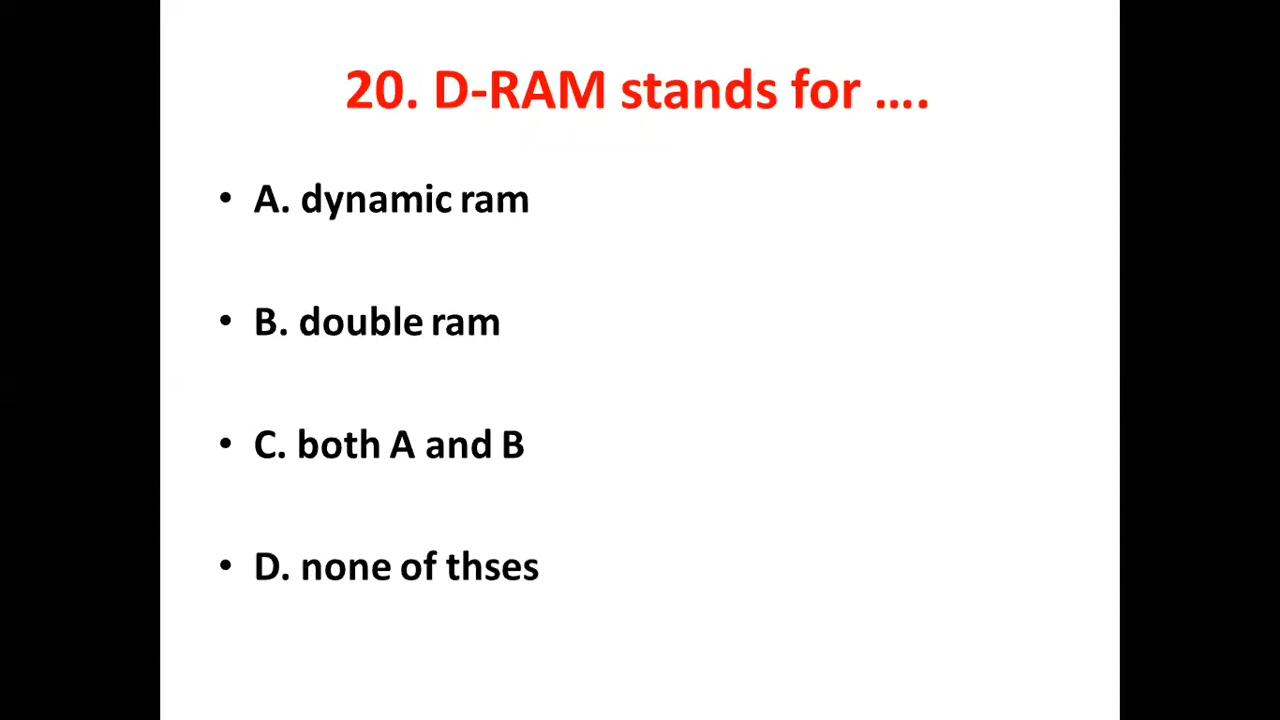 20. D-RAM stands for ....
• A. dynamic ram
• B. double ram
• C. both A and B
• D. none of thses